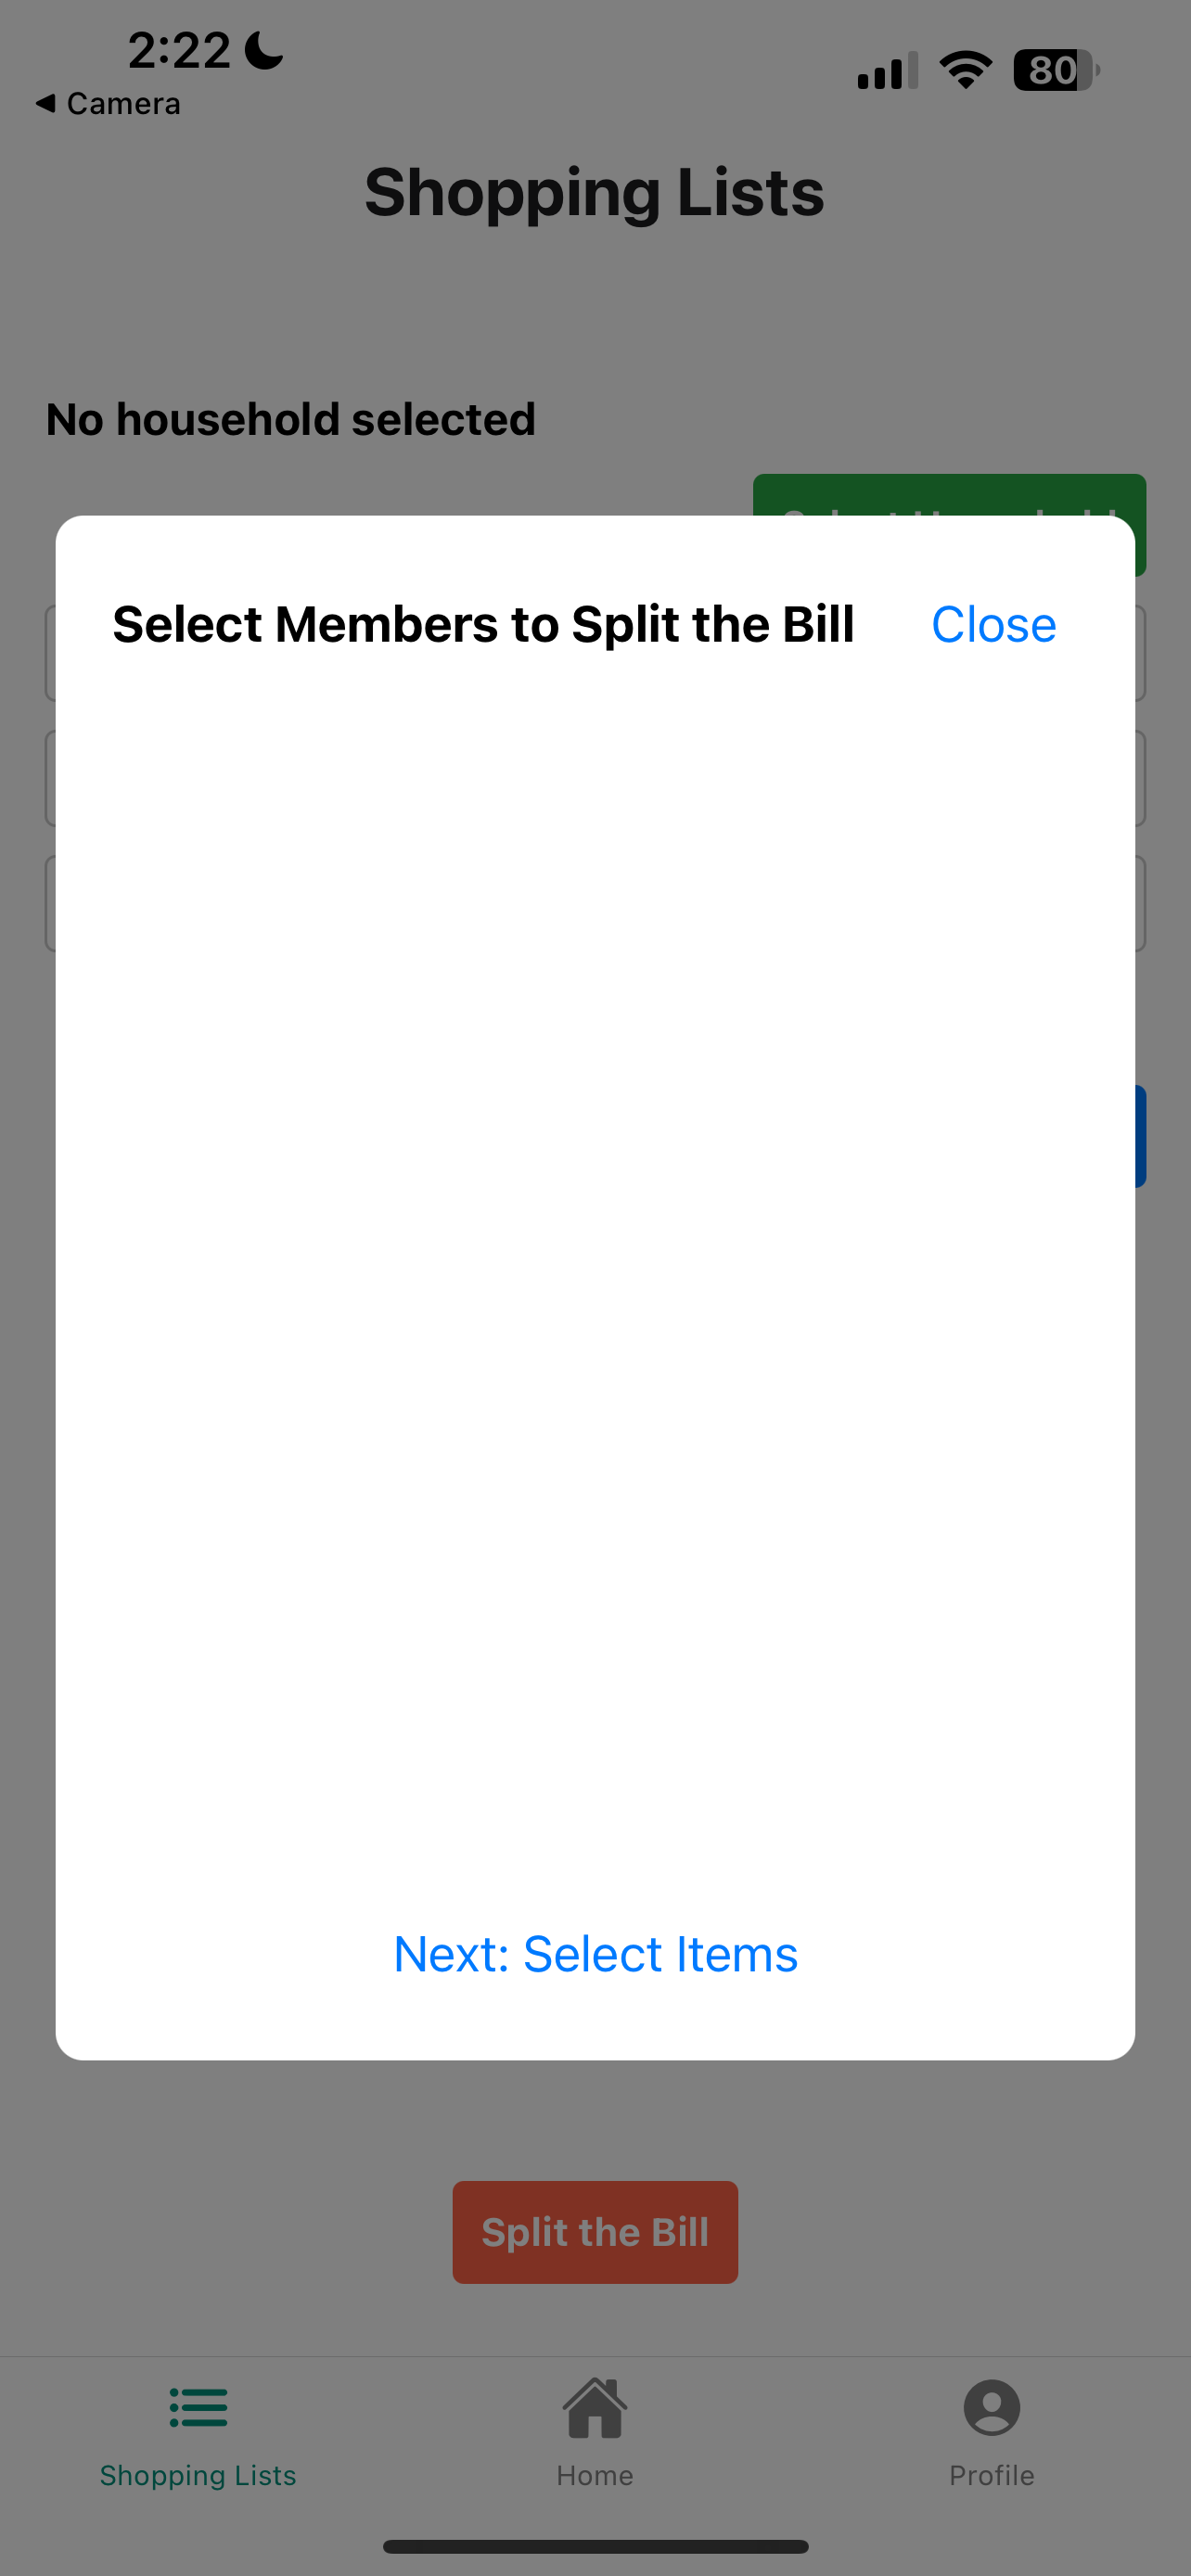 2:22
80
Camera
Shopping Lists
No household selected
Select Members to Split the Bill
Close
Next: Select Items
Split the Bill
Shopping Lists
Home
Profile